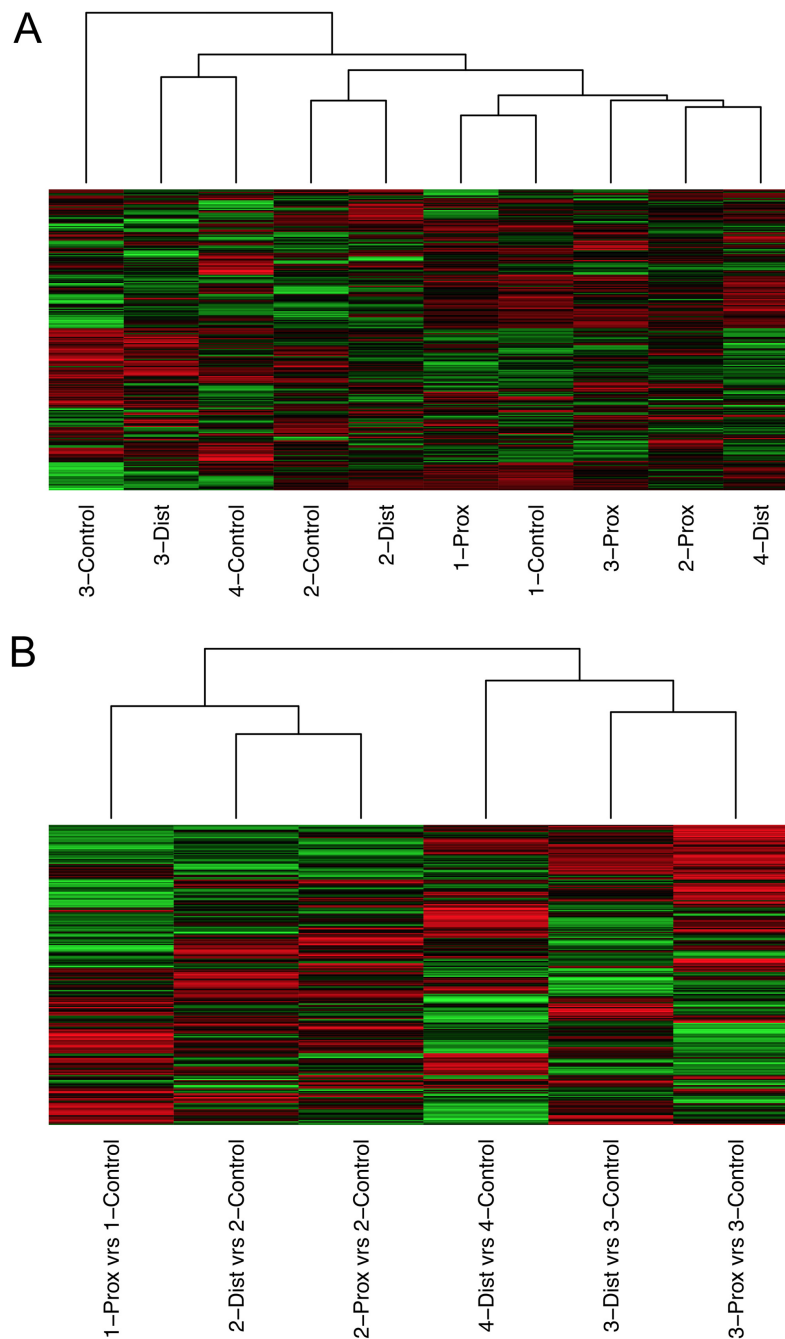 A
3−Control
3−Dist
4−Control
2−Control
2−Dist
1−Prox
1−Control
3−Prox
2−Prox
4−Dist
B
1−Prox vrs 1−Control
2−Dist vrs 2−Control
2−Prox vrs 2−Control
4−Dist vrs 4−Control
3−Dist vrs 3−Control
3−Prox vrs 3−Control